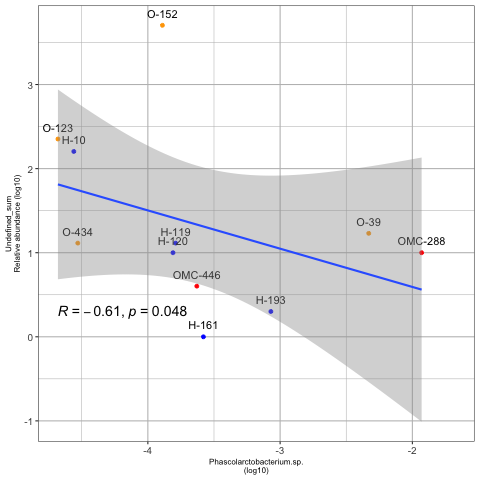 O-152
3
O-123
H-10
2
O-434
H-119
H-120
O-39
OMC-288
1
OMC-446
H-193
R = −0.61, p = 0.048
H-161
0
-1
-4
-3
-2
Undefined_sum
Relative abundance (log10)
Phascolarctobacterium.sp.
(log10)